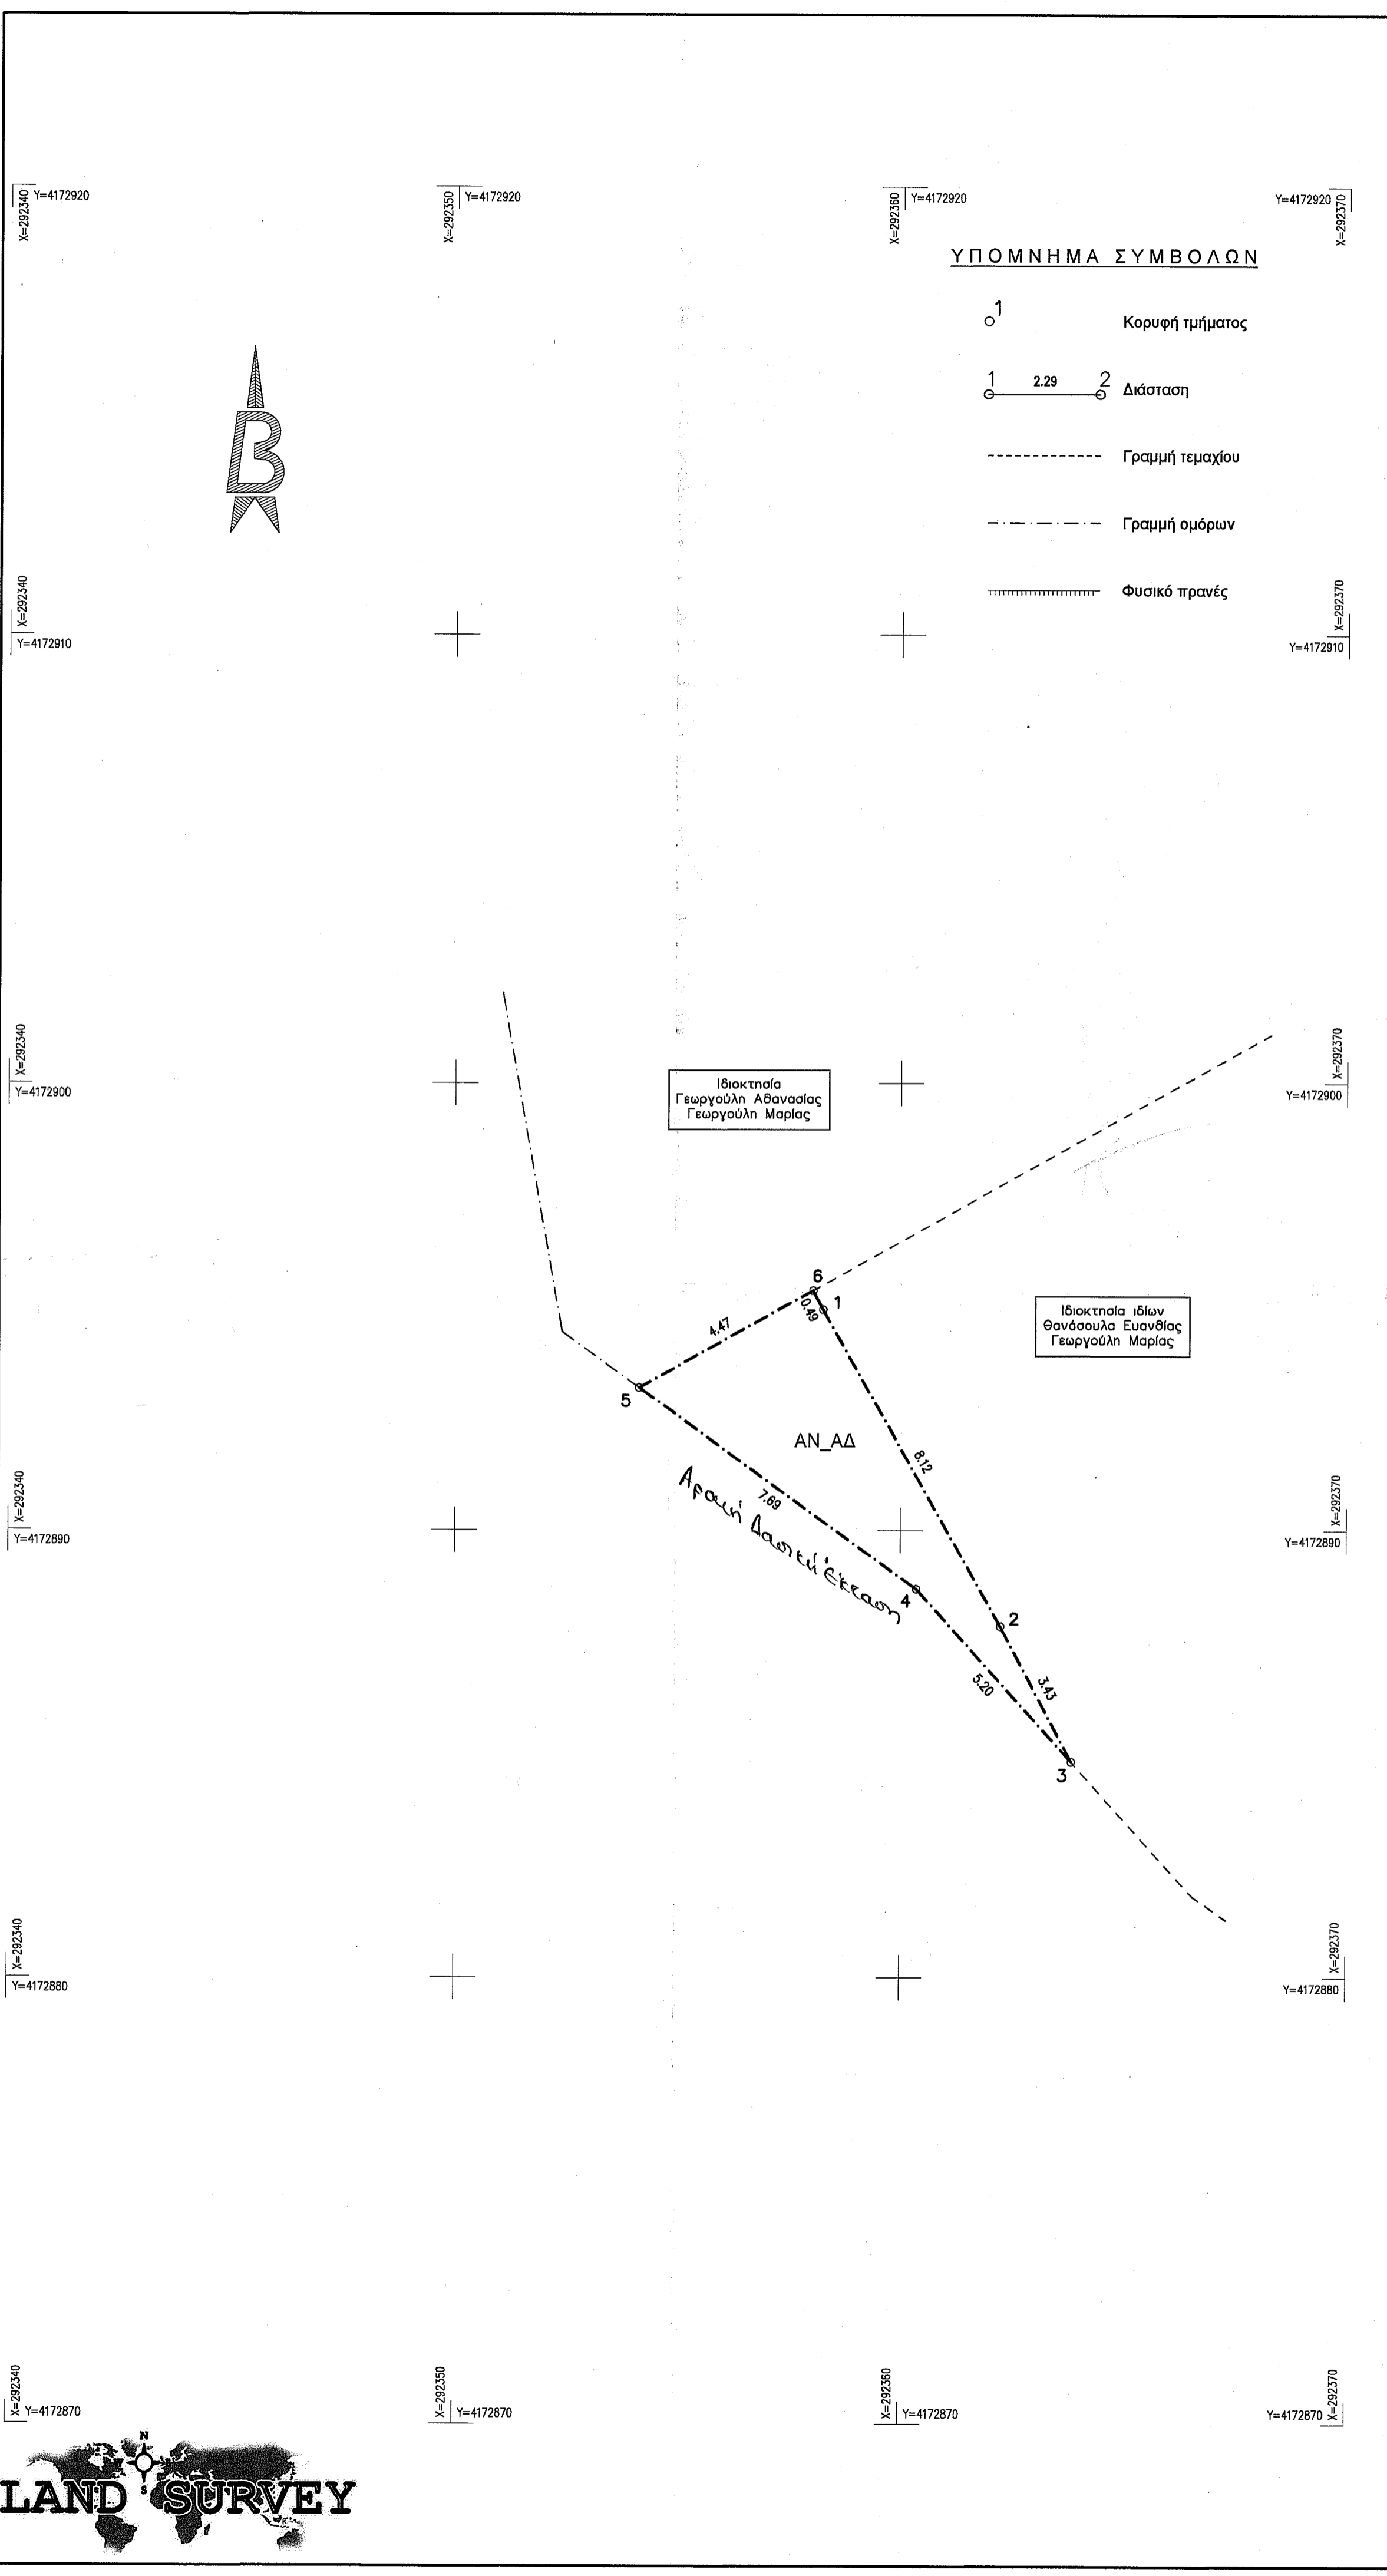 X=292340 Y=4172920
X=292350 Y=4172920
X=292360 Y=4172920
Y=4172920 X=292370
ΥΠΟΜΝΗΜΑ ΣΥΜΒΟΛΩΝ
1
Κορυφή τμήματος
1 2.29 2
Διάσταση
Γραμμή τεμαχίου
Γραμμή ομόρων
Φυσικό πρανές
B
X=292340
Y=4172910
X=292370
Y=4172910
X=292340
Y=4172900
X=292370
Y=4172900
Ιδιοκτησία
Γεωργούλη Αθανασίας
Γεωργούλη Μαρίας
6
1
0.49
4.47
5
Ιδιοκτησία ιδίων
Θανάσουλα Ευανθίας
Γεωργούλη Μαρίας
ΑΝ_ΑΔ
8.12
7.69
Δασική Έκταση
X=292340
Y=4172890
X=292370
Y=4172890
4
2
5.20
3.43
3
X=292340
Y=4172880
X=292370
Y=4172880
X=292340 Y=4172870
X=292350 Y=4172870
X=292360 Y=4172870
Y=4172870 X=292370
N
S
LAND SURVEY